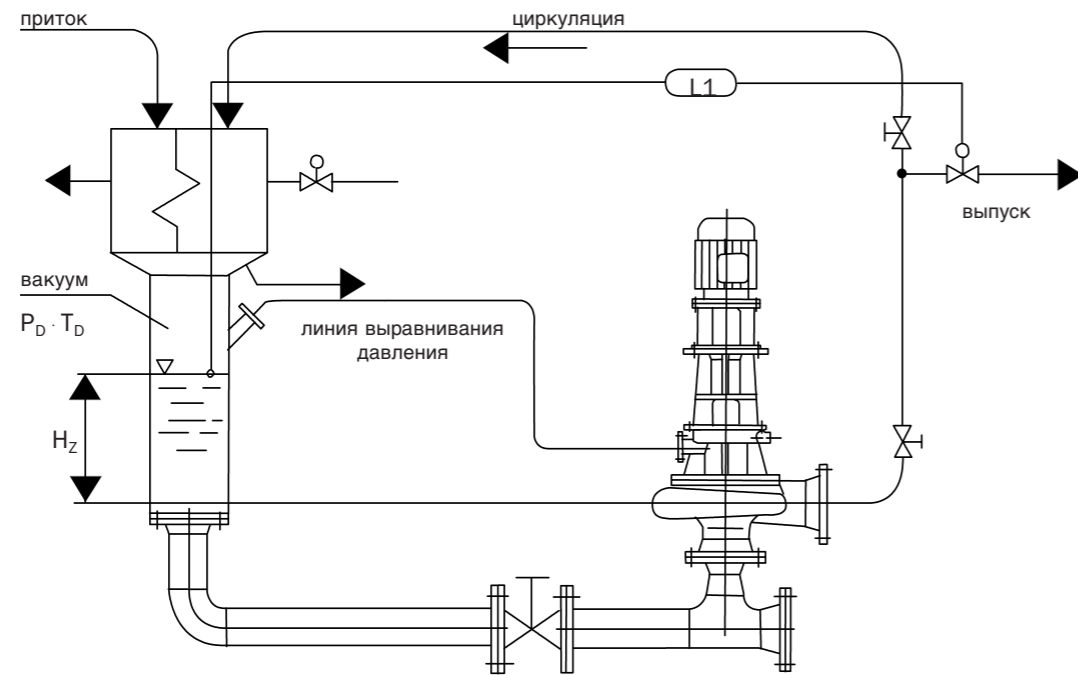 приток
циркуляция
L1
выпуск
вакуум
P_D · T_D
линия выравнивания
давления
H_Z